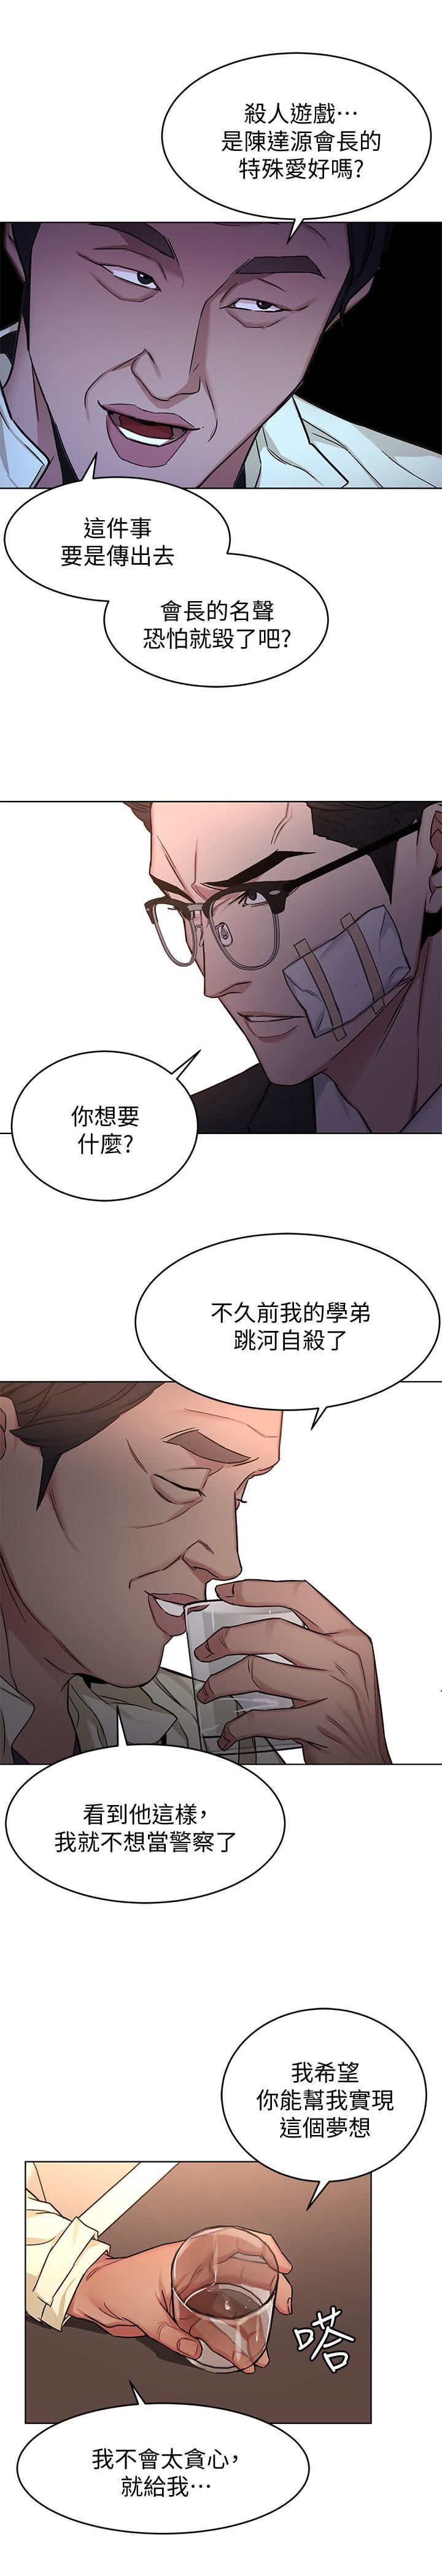 殺人遊戲⋯
是陳達源會長的
特殊愛好嗎?
這件事
要是傳出去
會長的名聲
恐怕就毀了吧?
你想要
什麼?
不久前我的學弟
跳河自殺了
看到他這樣,
我就不想當警察了
我希望
你能幫我實現
這個夢想
嗒
我不會太貪心,
就給我⋯